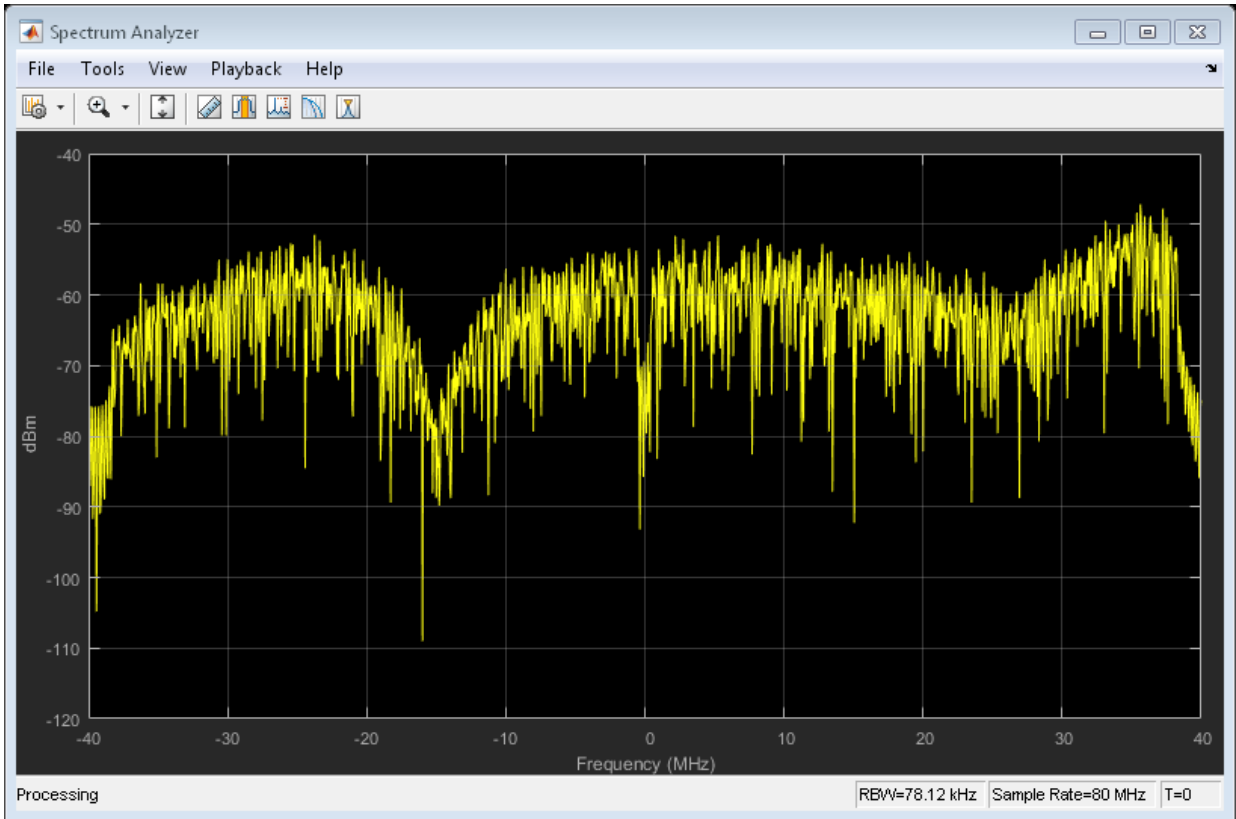 Spectrum Analyzer
File Tools View Playback Help
-40
-50
-60
-70
-80
-90
-100
-110
-120
dBm
-40 -30 -20 -10 0 10 20 30 40
Frequency (MHz)
Processing RBW=78.12 kHz Sample Rate=80 MHz T=0